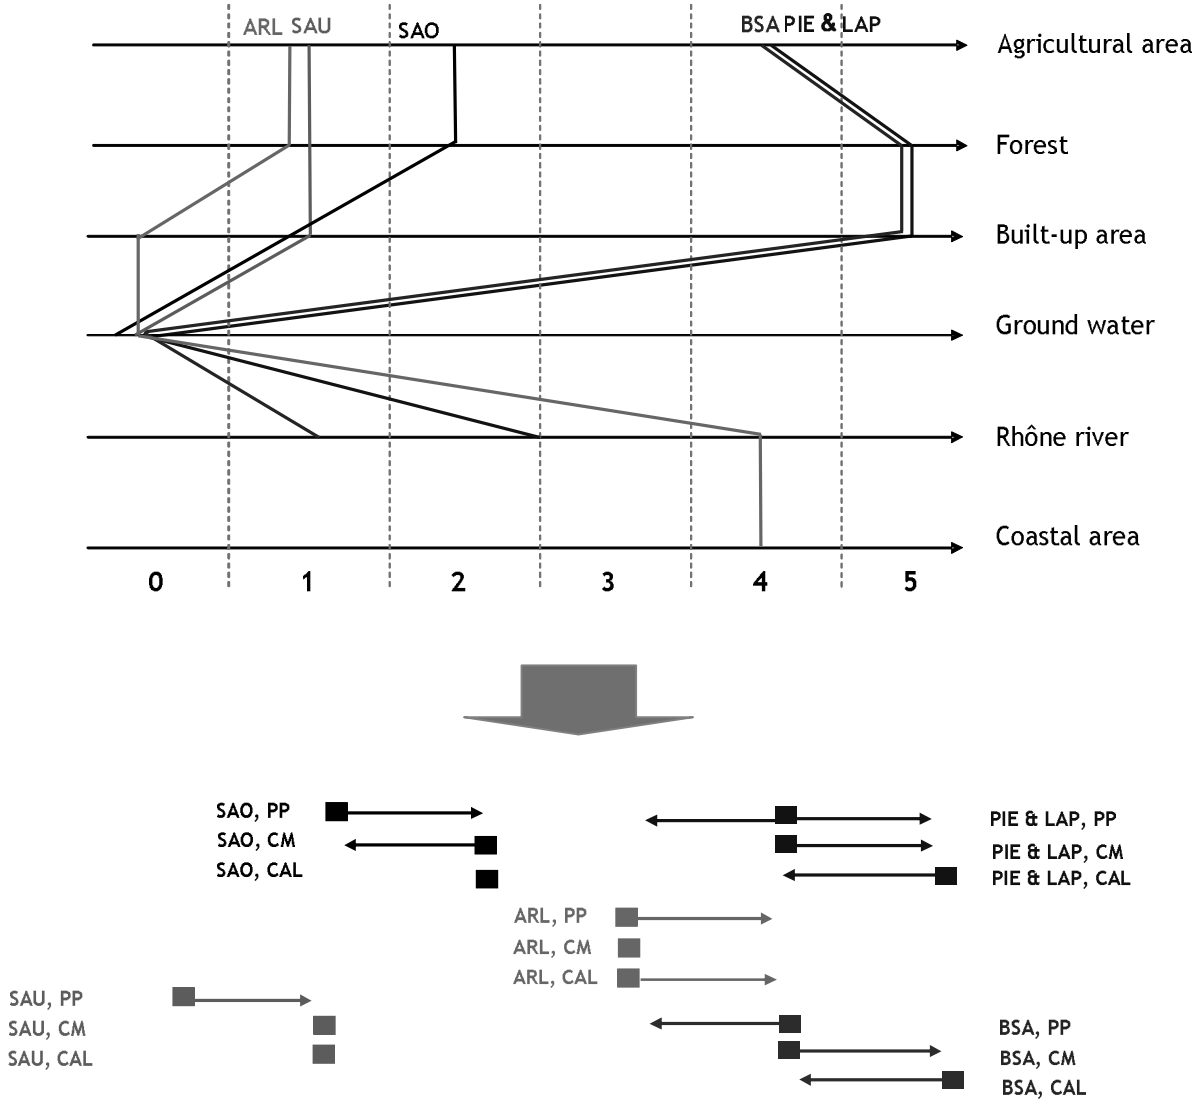 ARL SAU
SAO
BSA PIE & LAP
Agricultural area
Forest
Built-up area
Ground water
Rhône river
Coastal area
0 1 2 3 4 5
SAO, PP
SAO, CM
SAO, CAL
PIE & LAP, PP
PIE & LAP, CM
PIE & LAP, CAL
ARL, PP
ARL, CM
ARL, CAL
SAU, PP
SAU, CM
SAU, CAL
BSA, PP
BSA, CM
BSA, CAL